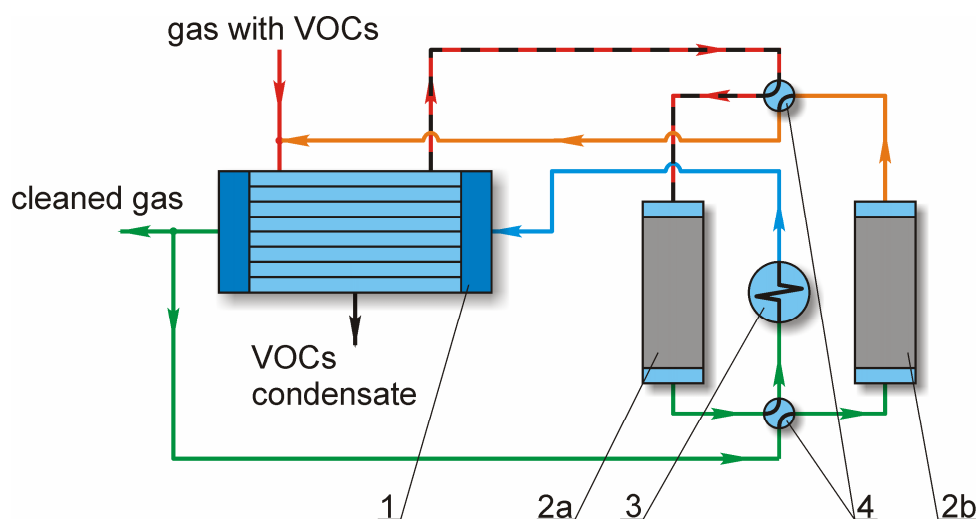 gas with VOCs
cleaned gas
VOCs
condensate
1
2a
3
4
2b